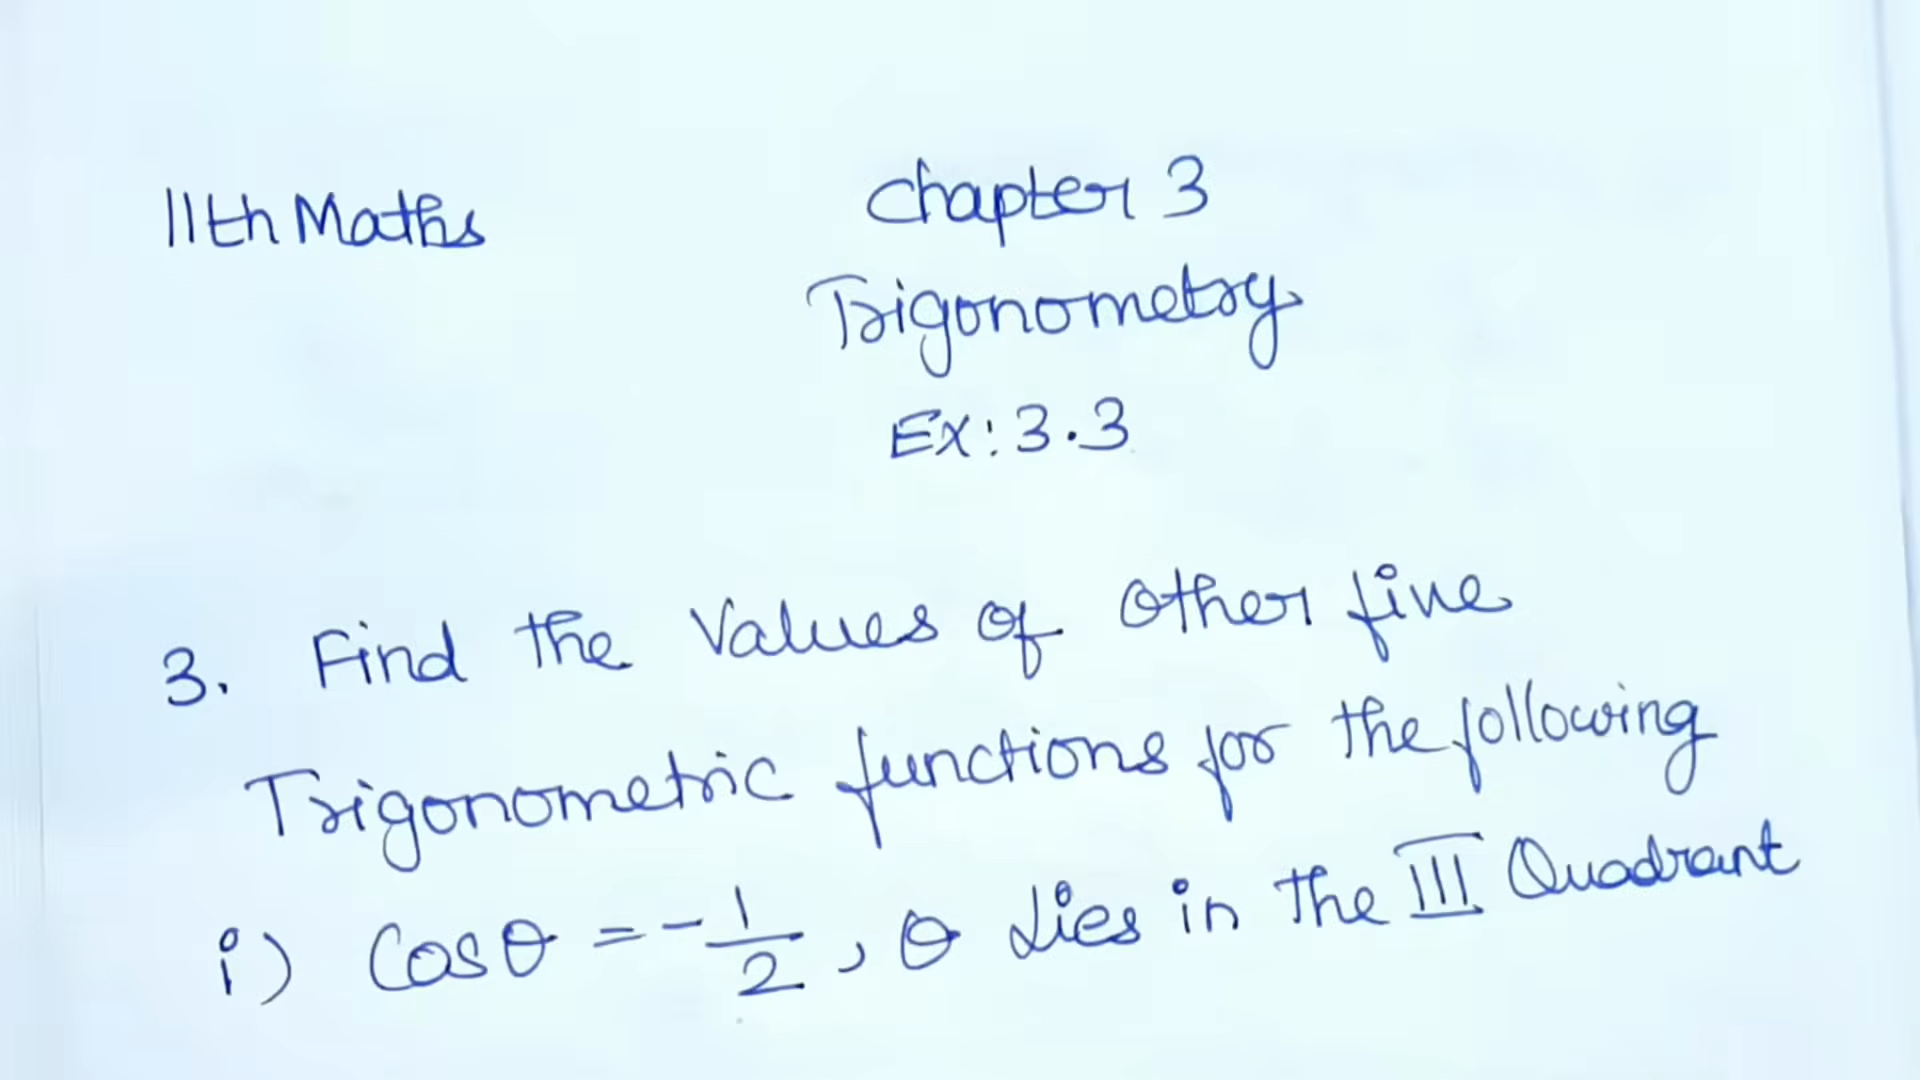 11th Maths
Chapter 3
Trigonometry
Ex: 3.3
3. Find the Values of other five
Trigonometric functions for the following
i) Cos θ = -1/2, θ Lies in the III Quadrant